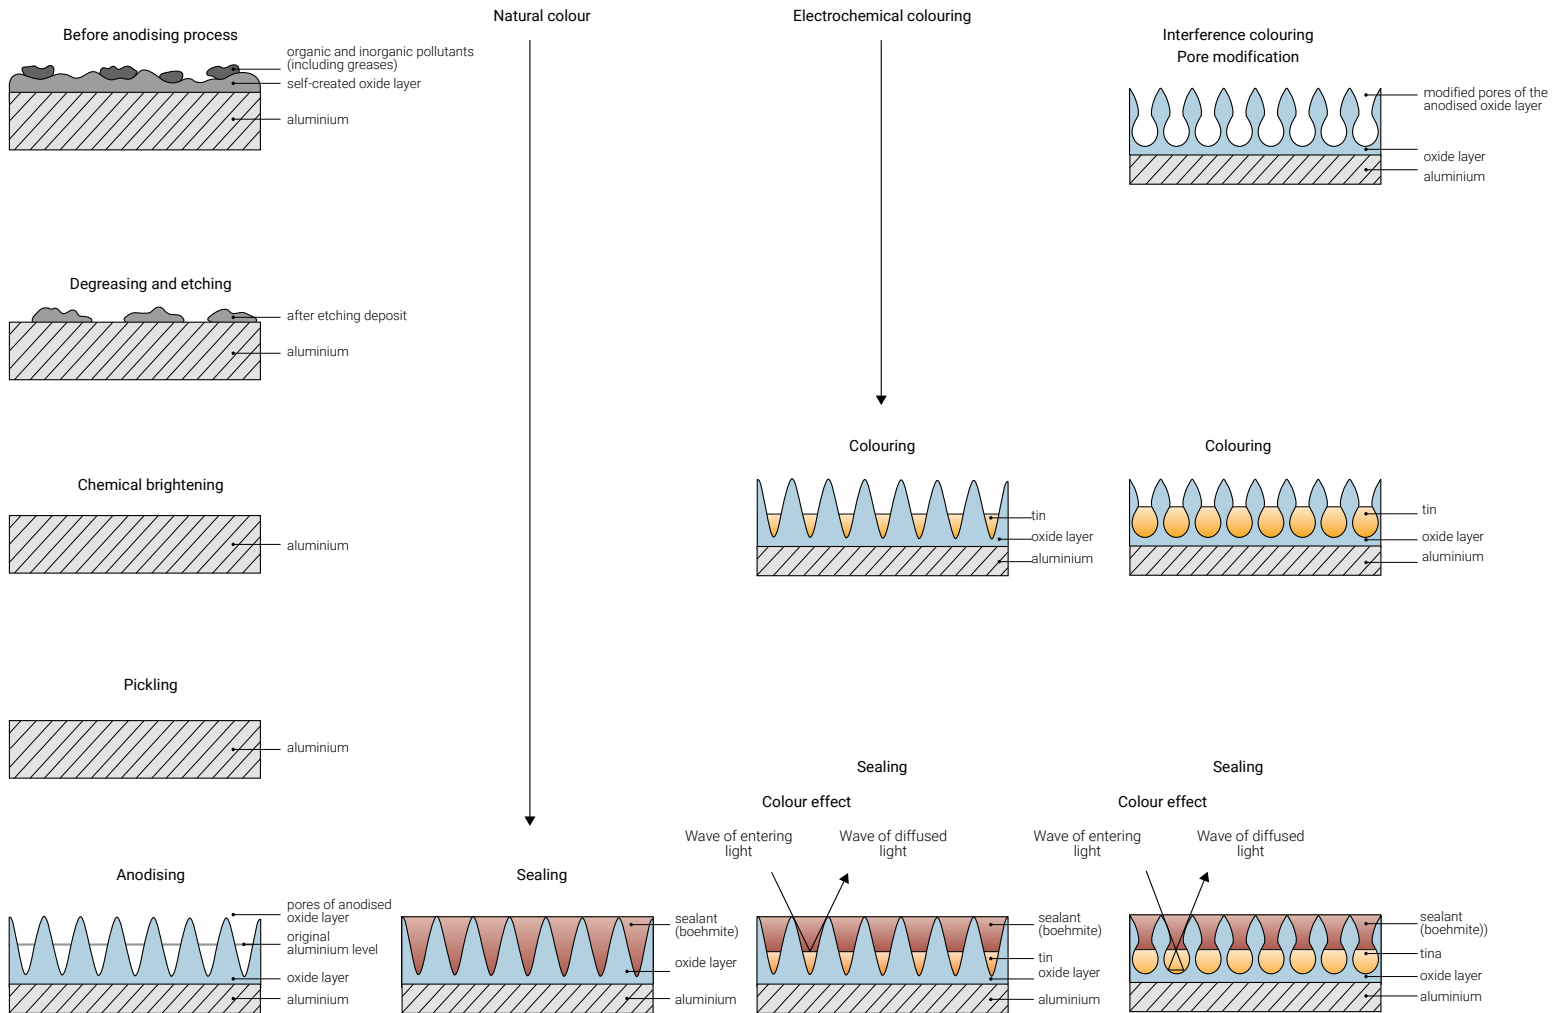 Before anodising process
organic and inorganic pollutants
(including greases)
self-created oxide layer
aluminium
Degreasing and etching
after etching deposit
aluminium
Chemical brightening
aluminium
Pickling
aluminium
Anodising
pores of anodised
oxide layer
original
aluminium level
oxide layer
aluminium
Natural colour
Sealing
sealant
(boehmite)
oxide layer
aluminium
Electrochemical colouring
Colouring
tin
oxide layer
aluminium
Sealing
Colour effect
Wave of entering
light
Wave of diffused
light
sealant
(boehmite)
tin
oxide layer
aluminium
Interference colouring
Pore modification
modified pores of the
anodised oxide layer
oxide layer
aluminium
Colouring
tin
oxide layer
aluminium
Sealing
Colour effect
Wave of entering
light
Wave of diffused
light
sealant
(boehmite))
tina
oxide layer
aluminium